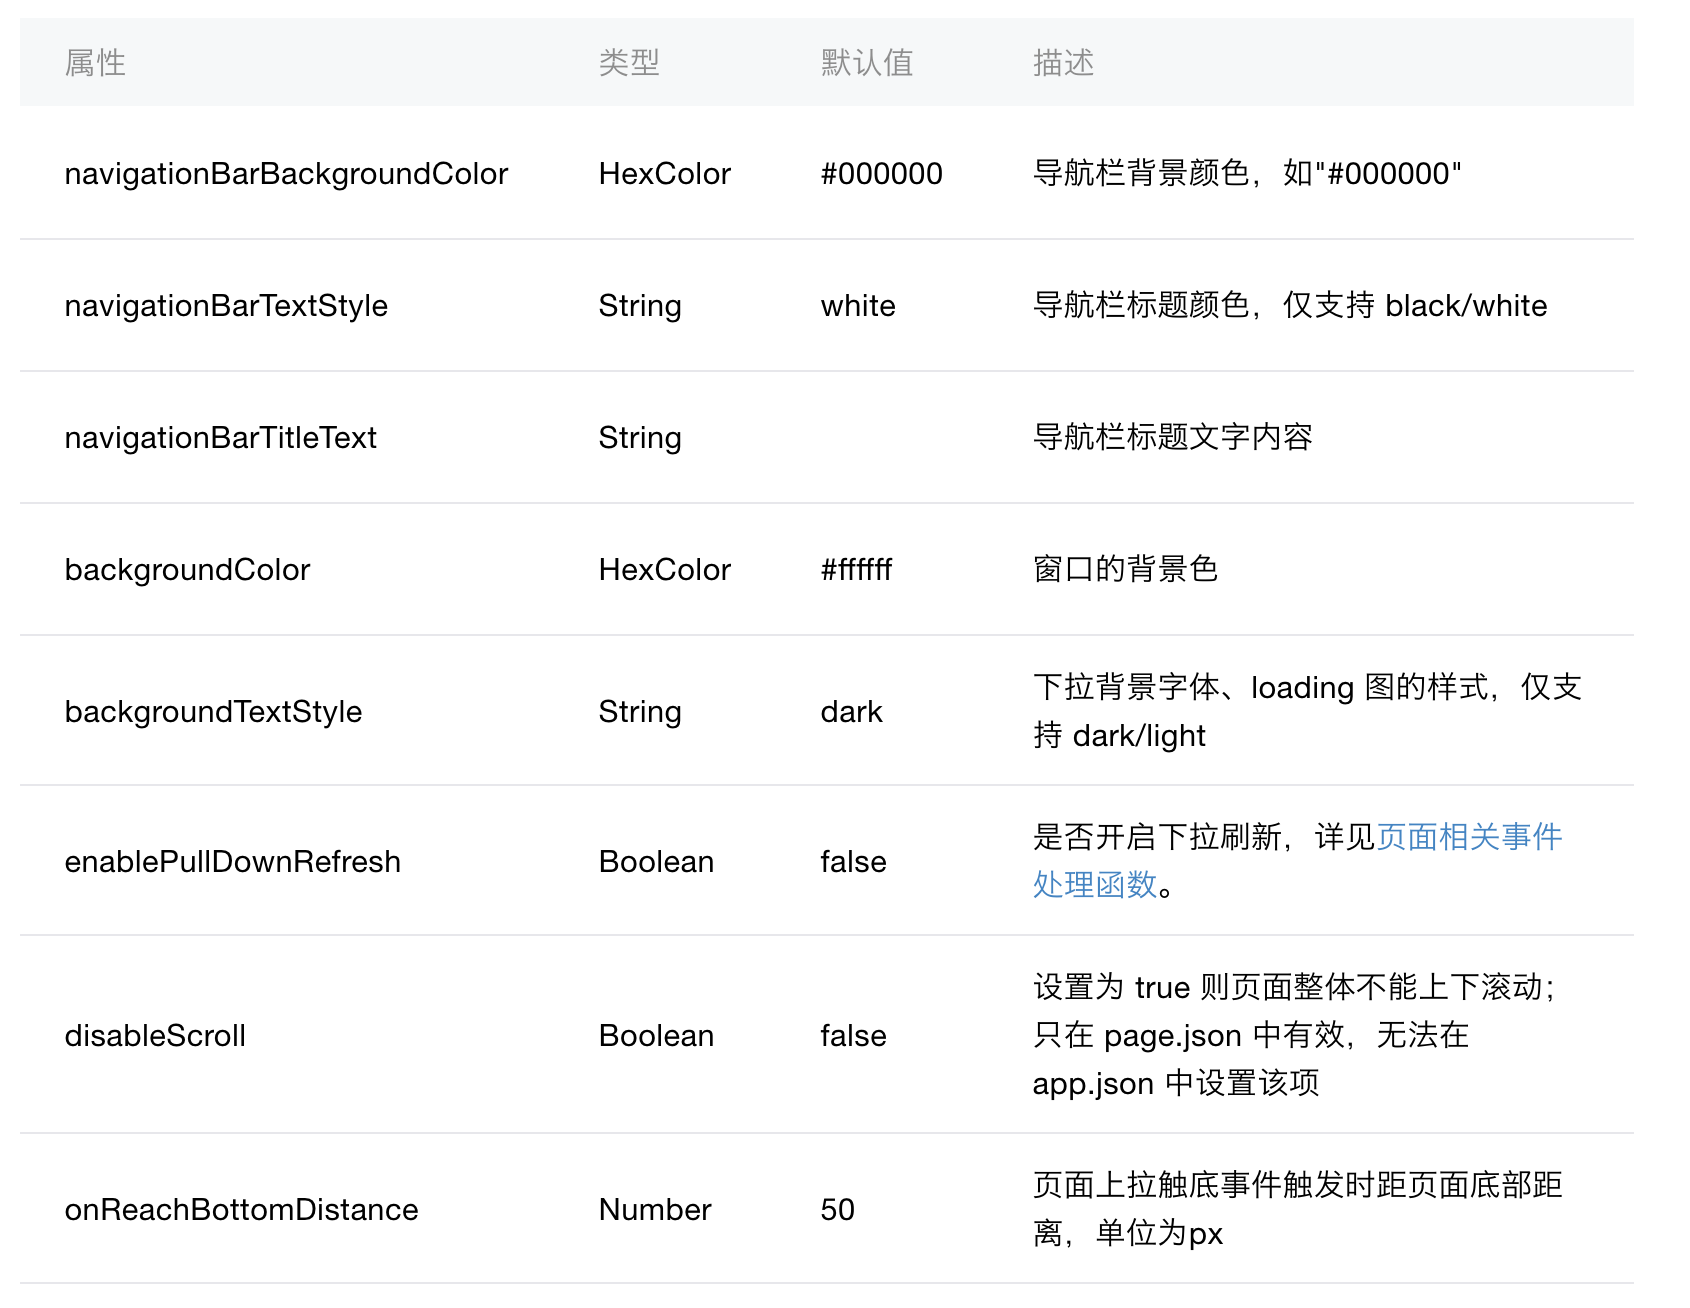 属性 类型 默认值 描述
navigationBarBackgroundColor HexColor #000000 导航栏背景颜色，如"#000000"
navigationBarTextStyle String white 导航栏标题颜色，仅支持 black/white
navigationBarTitleText String 导航栏标题文字内容
backgroundColor HexColor #ffffff 窗口的背景色
backgroundTextStyle String dark 下拉背景字体、loading 图的样式，仅支
持 dark/light
enablePullDownRefresh Boolean false 是否开启下拉刷新，详见页面相关事件
处理函数。
disableScroll Boolean false 设置为 true 则页面整体不能上下滚动；
只在 page.json 中有效，无法在
app.json 中设置该项
onReachBottomDistance Number 50 页面上拉触底事件触发时距页面底部距
离，单位为px